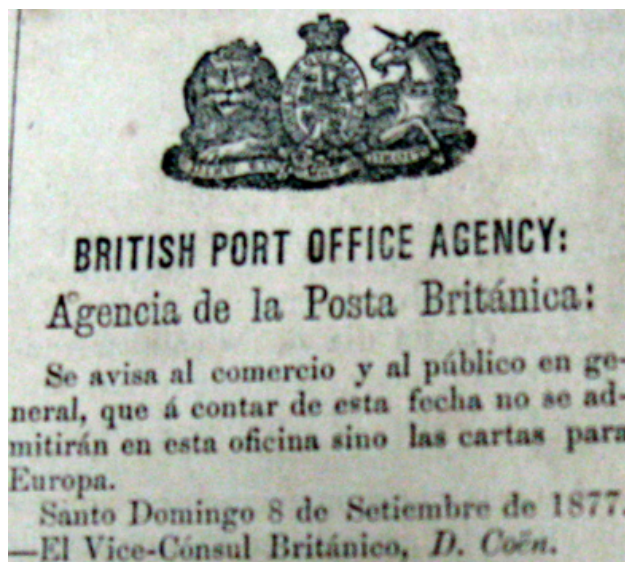 BRITISH PORT OFFICE AGENCY:
Agencia de la Posta Británica:
Se avisa al comercio y al público en ge-
neral, que á contar de esta fecha no se ad-
mitirán en esta oficina sino las cartas para
Europa.
Santo Domingo 8 de Setiembre de 1877.
—El Vice-Cónsul Británico, D. Coën.